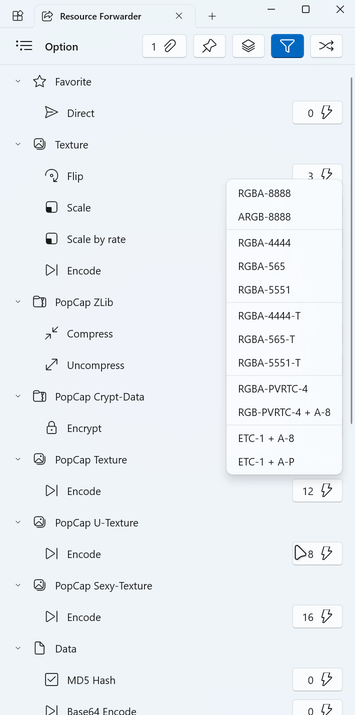 Resource Forwarder
Option
1
Favorite
Direct
0
Texture
Flip
3
Scale
Scale by rate
Encode
PopCap ZLib
Compress
Uncompress
PopCap Crypt-Data
Encrypt
RGBA-8888
ARGB-8888
RGBA-4444
RGBA-565
RGBA-5551
RGBA-4444-T
RGBA-565-T
RGBA-5551-T
RGBA-PVRTC-4
RGB-PVRTC-4 + A-8
ETC-1 + A-8
ETC-1 + A-P
PopCap Texture
Encode
12
PopCap U-Texture
Encode
8
PopCap Sexy-Texture
Encode
16
Data
MD5 Hash
0
Base64 Encode
0